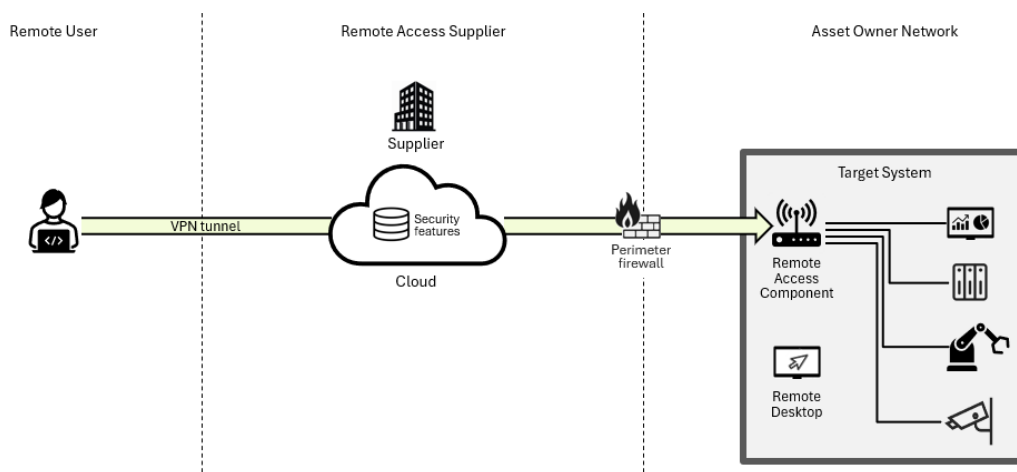 Remote User
Remote Access Supplier
Asset Owner Network
Supplier
Target System
VPN tunnel
Security
features
Cloud
Perimeter
firewall
Remote
Access
Component
Remote
Desktop